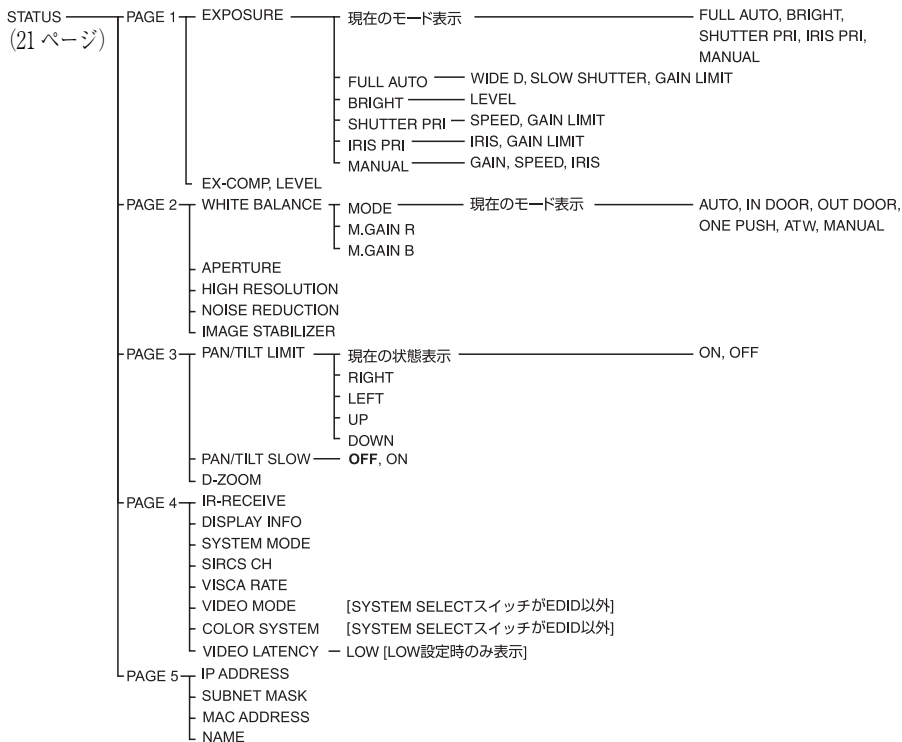 STATUS PAGE 1 EXPOSURE 現在のモード表示 FULL AUTO, BRIGHT,
(21 ページ) SHUTTER PRI, IRIS PRI,
MANUAL
FULL AUTO WIDE D, SLOW SHUTTER, GAIN LIMIT
BRIGHT LEVEL
SHUTTER PRI SPEED, GAIN LIMIT
IRIS PRI IRIS, GAIN LIMIT
MANUAL GAIN, SPEED, IRIS
EX-COMP, LEVEL
PAGE 2 WHITE BALANCE MODE 現在のモード表示 AUTO, IN DOOR, OUT DOOR,
M.GAIN R ONE PUSH, ATW, MANUAL
M.GAIN B
APERTURE
HIGH RESOLUTION
NOISE REDUCTION
IMAGE STABILIZER
PAGE 3 PAN/TILT LIMIT 現在の状態表示 ON, OFF
RIGHT
LEFT
UP
DOWN
PAN/TILT SLOW OFF, ON
D-ZOOM
PAGE 4 IR-RECEIVE
DISPLAY INFO
SYSTEM MODE
SIRCS CH
VISCA RATE
VIDEO MODE [SYSTEM SELECTスイッチがEDID以外]
COLOR SYSTEM [SYSTEM SELECTスイッチがEDID以外]
VIDEO LATENCY LOW [LOW設定時のみ表示]
PAGE 5 IP ADDRESS
SUBNET MASK
MAC ADDRESS
NAME